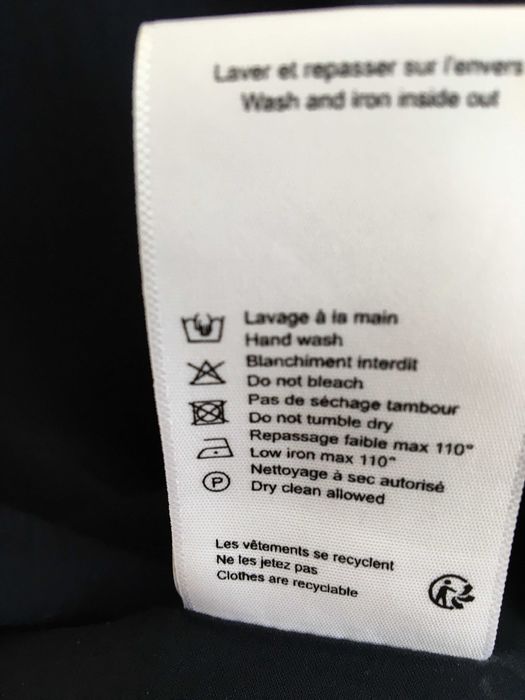 Laver et repasser sur l'envers
Wash and iron inside out
Lavage à la main
Hand wash
Blanchiment interdit
Do not bleach
Pas de séchage tambour
Do not tumble dry
Repassage faible max 110°
Low iron max 110°
Nettoyage à sec autorisé
P Dry clean allowed
Les vêtements se recyclent
Ne les jetez pas
Clothes are recyclable